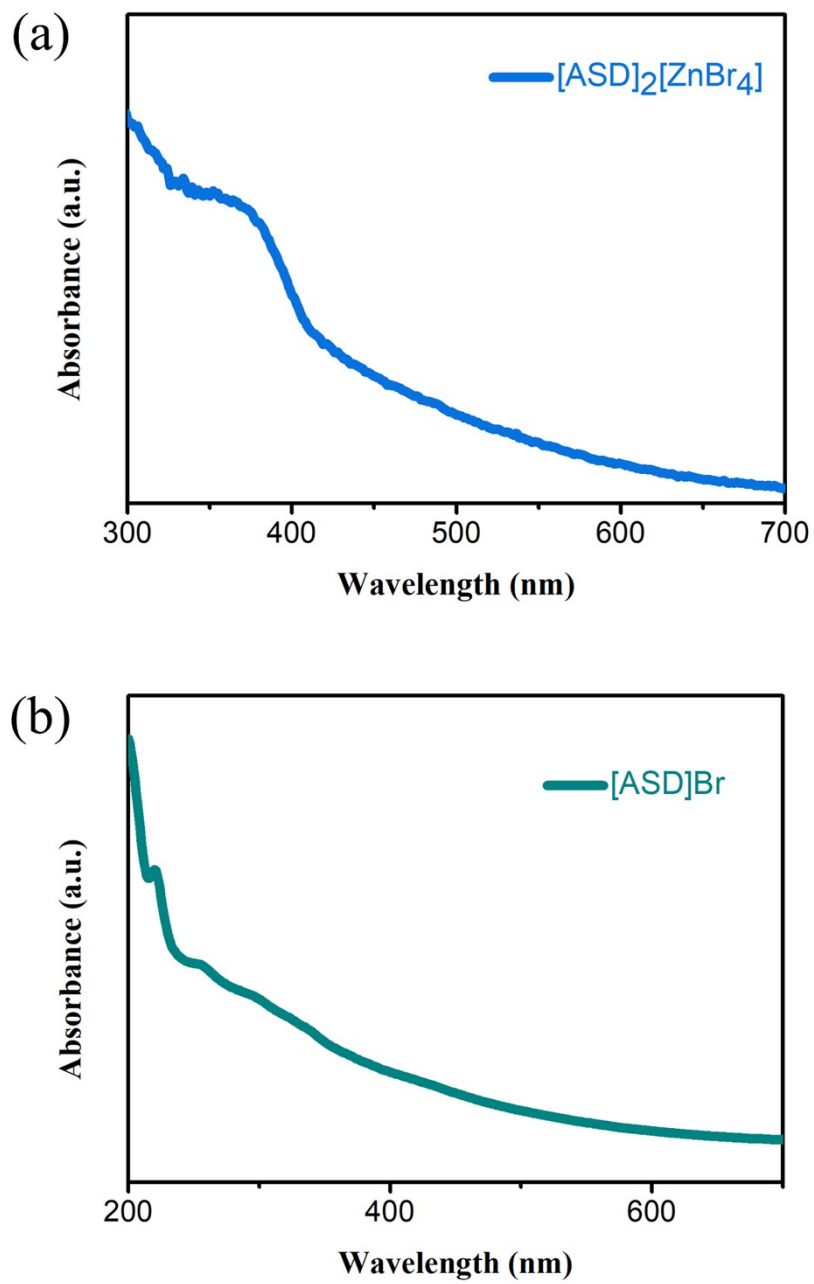 (a)
[ASD]2[ZnBr4]
Absorbance (a.u.)
300 400 500 600 700
Wavelength (nm)
(b)
[ASD]Br
Absorbance (a.u.)
200 400 600
Wavelength (nm)